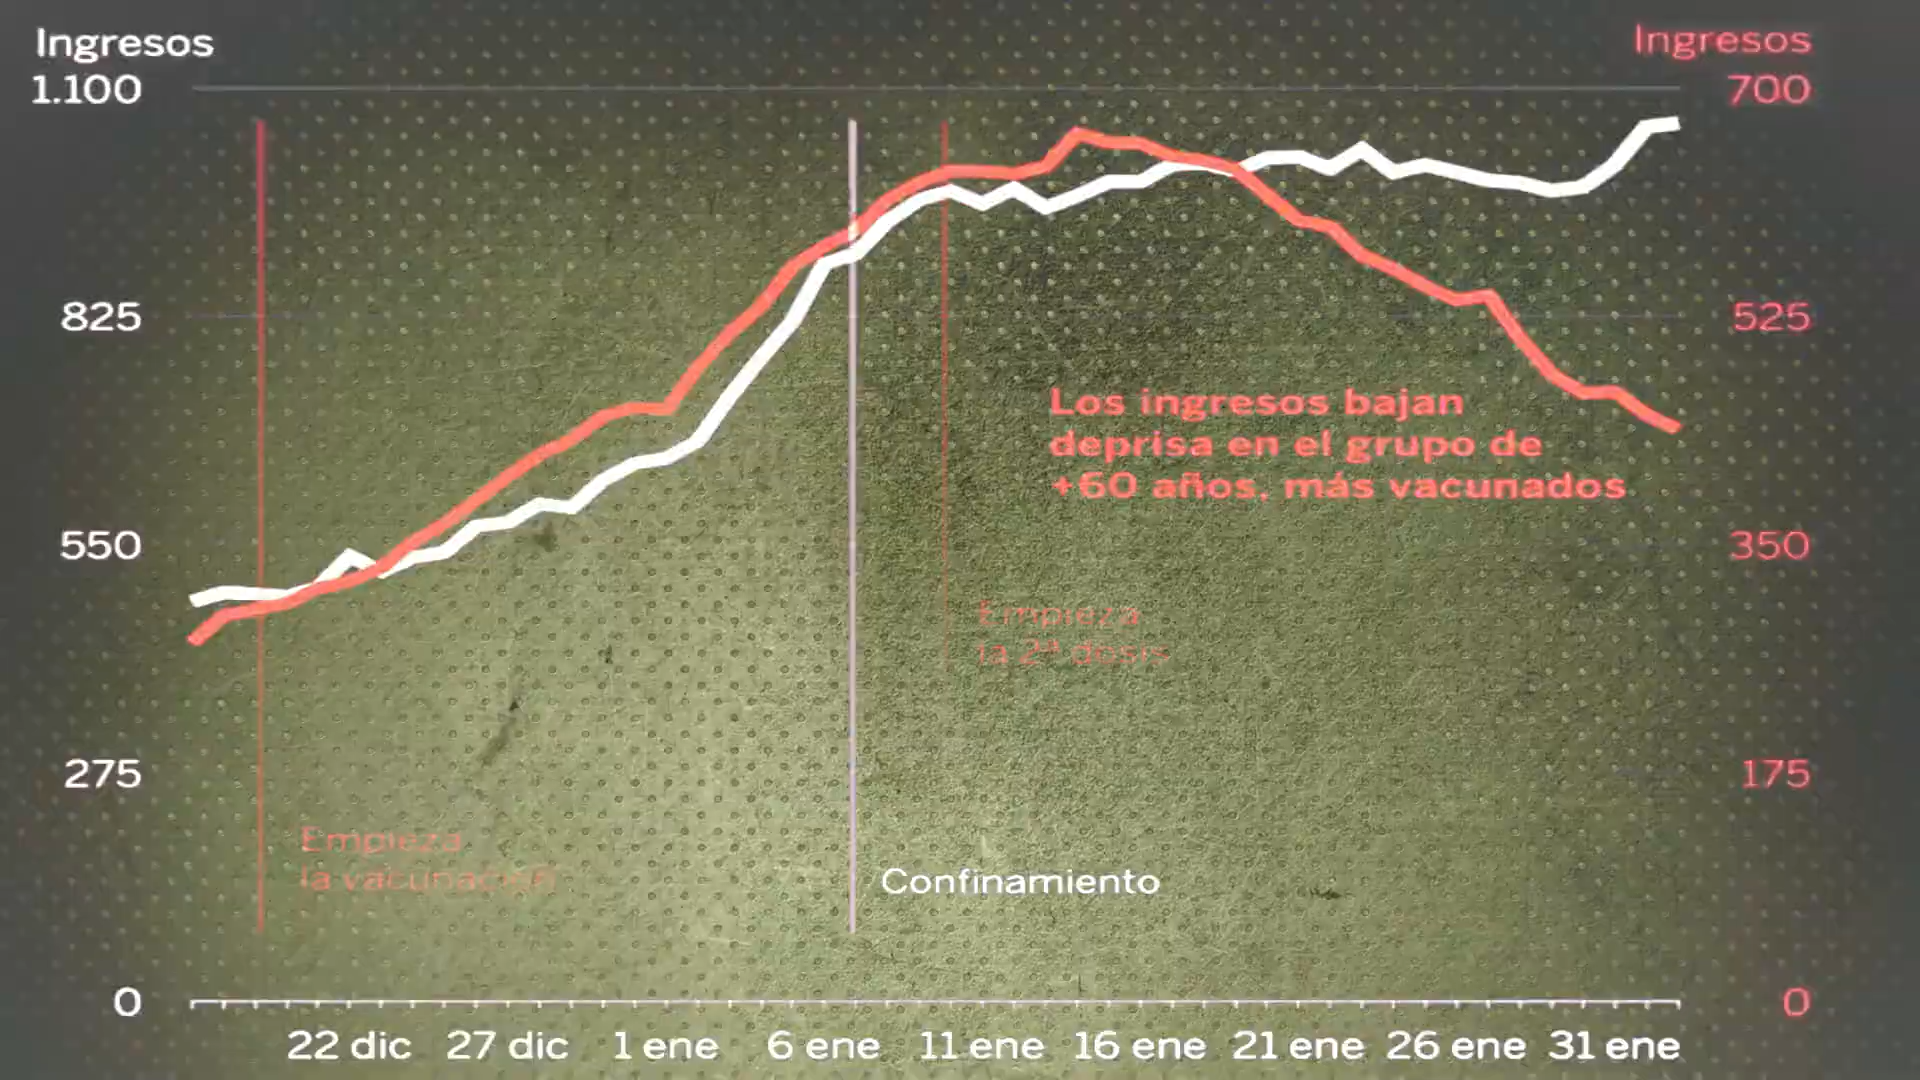 Ingresos
1.100
825
550
275
0
Ingresos
700
525
350
175
0
Los ingresos bajan
deprisa en el grupo de
+60 años, más vacunados
Empieza
la 2ª dosis
Empieza
la vacunación
Confinamiento
22 dic
27 dic
1 ene
6 ene
11 ene
16 ene
21 ene
26 ene
31 ene